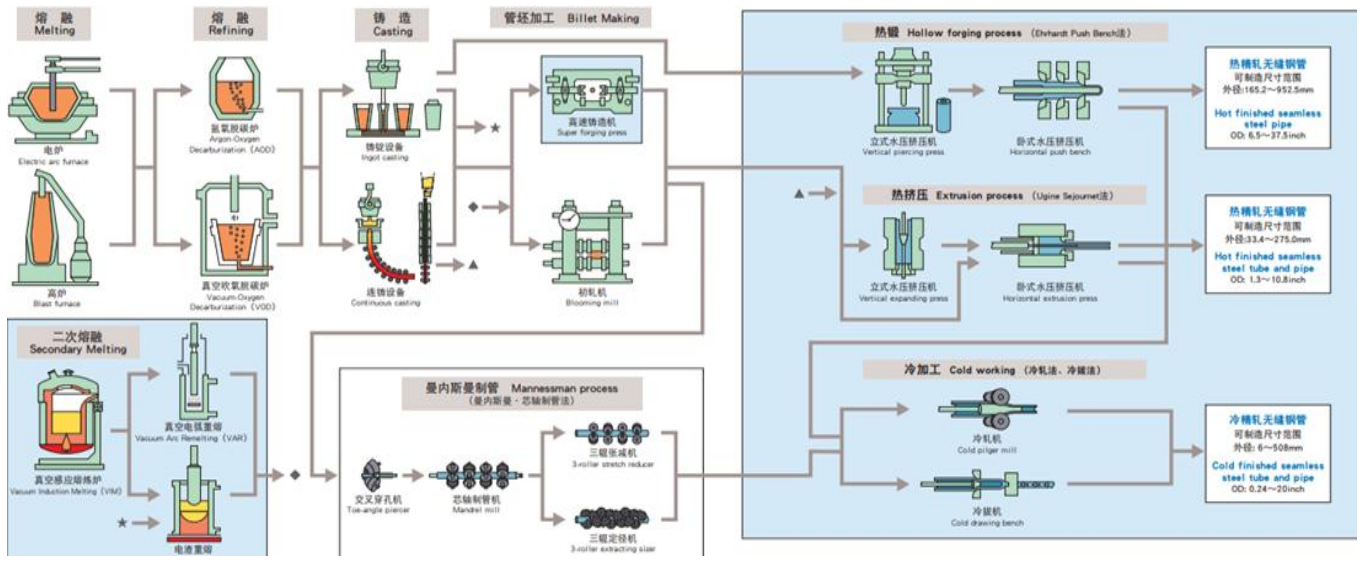 熔 融
Melting
电炉
Electric arc furnace
高炉
Blast furnace
熔 融
Refining
氩氧脱碳炉
Argon-Oxygen
Decarburization (AOD)
真空吹氧脱碳炉
Vacuum-Oxygen
Decarburization (VOD)
铸 造
Casting
铸锭设备
Ingot casting
★
连铸设备
Continuous casting
▲
◆
管坯加工 Billet Making
高速铸造机
Super forging press
初轧机
Blooming mill
二次熔融
Secondary Melting
真空感应熔炼炉
Vacuum Induction Melting (VIM)
真空电弧重熔
Vacuum Arc Remelting (VAR)
★
电渣重熔
◆
曼内斯曼制管 Mannessman process
(曼内斯曼·芯轴制管法)
交叉穿孔机
Toe-angle piercer
芯轴制管机
Mandrel mill
三辊张减机
3-roller stretch reducer
三辊定径机
3-roller extracting sizer
热锻 Hollow forging process (Ehrhardt Push Bench法)
立式水压挤压机
Vertical piercing press
卧式水压挤压机
Horizontal push bench
热精轧无缝钢管
可制造尺寸范围
外径:165.2~952.5mm
Hot finished seamless
steel pipe
OD: 6.5~37.5inch
▲
热挤压 Extrusion process (Ugine Sejournet法)
立式水压挤压机
Vertical expanding press
卧式水压挤压机
Horizontal extrusion press
热精轧无缝钢管
可制造尺寸范围
外径:33.4~275.0mm
Hot finished seamless
steel tube and pipe
OD: 1.3~10.8inch
冷加工 Cold working (冷轧法、冷拔法)
冷轧机
Cold pilger mill
冷拔机
Cold drawing bench
冷精轧无缝钢管
可制造尺寸范围
外径: 6~508mm
Cold finished seamless
steel tube and pipe
OD: 0.24~20inch